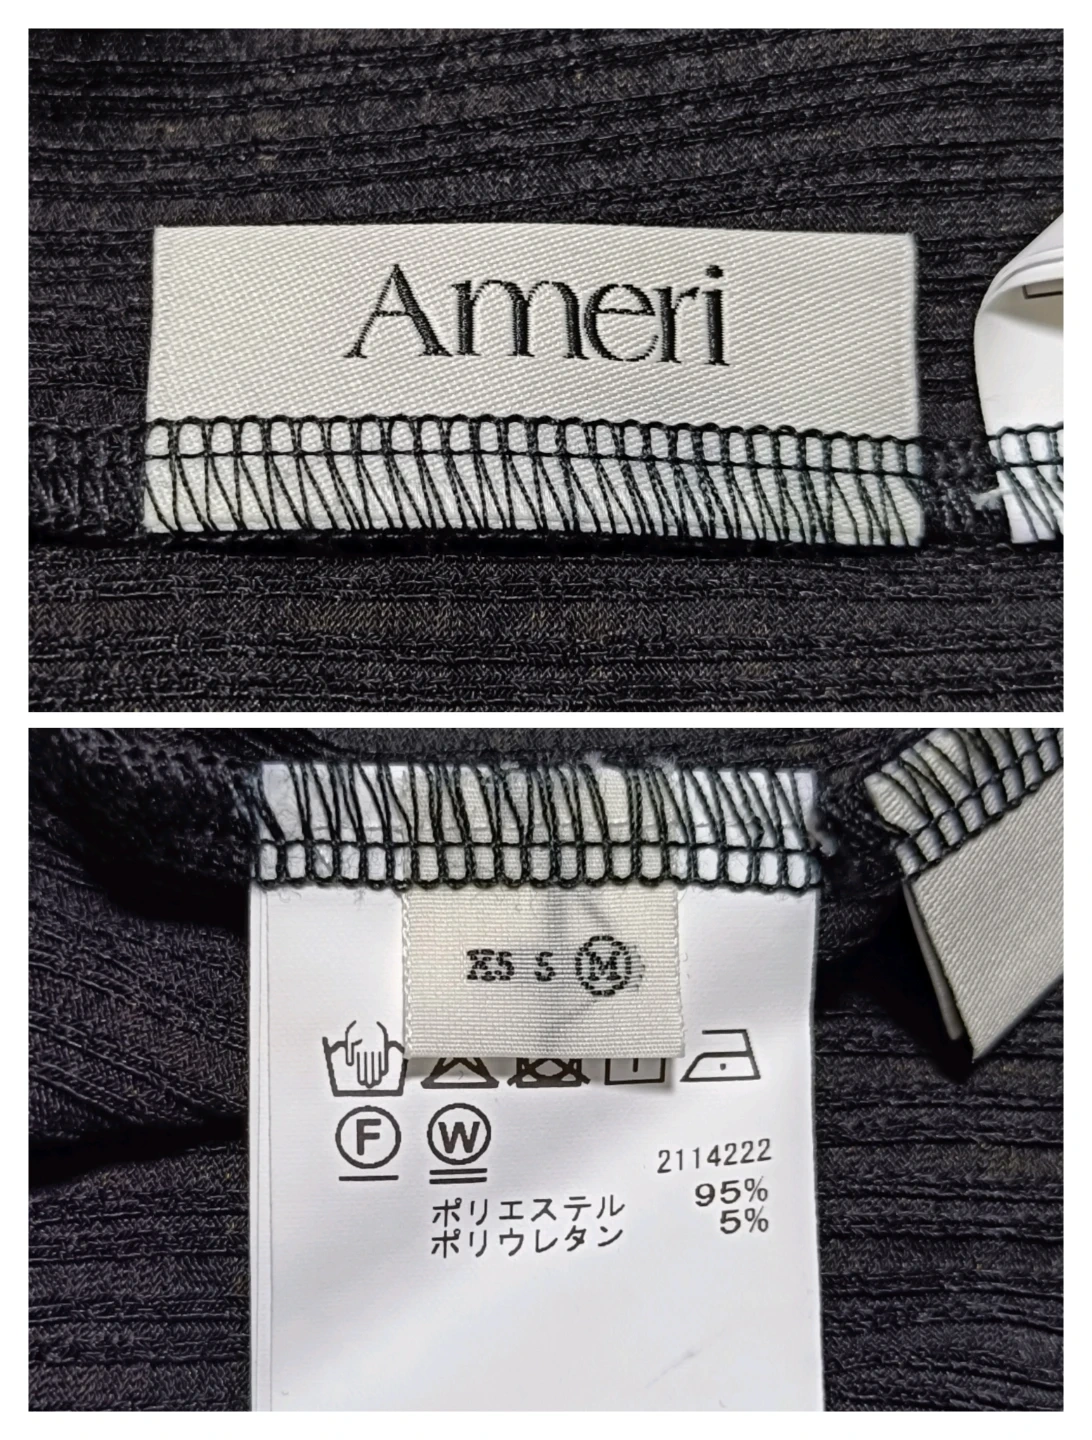 Ameri
XS S M
F W
2114222
ポリエステル 95%
ポリウレタン 5%